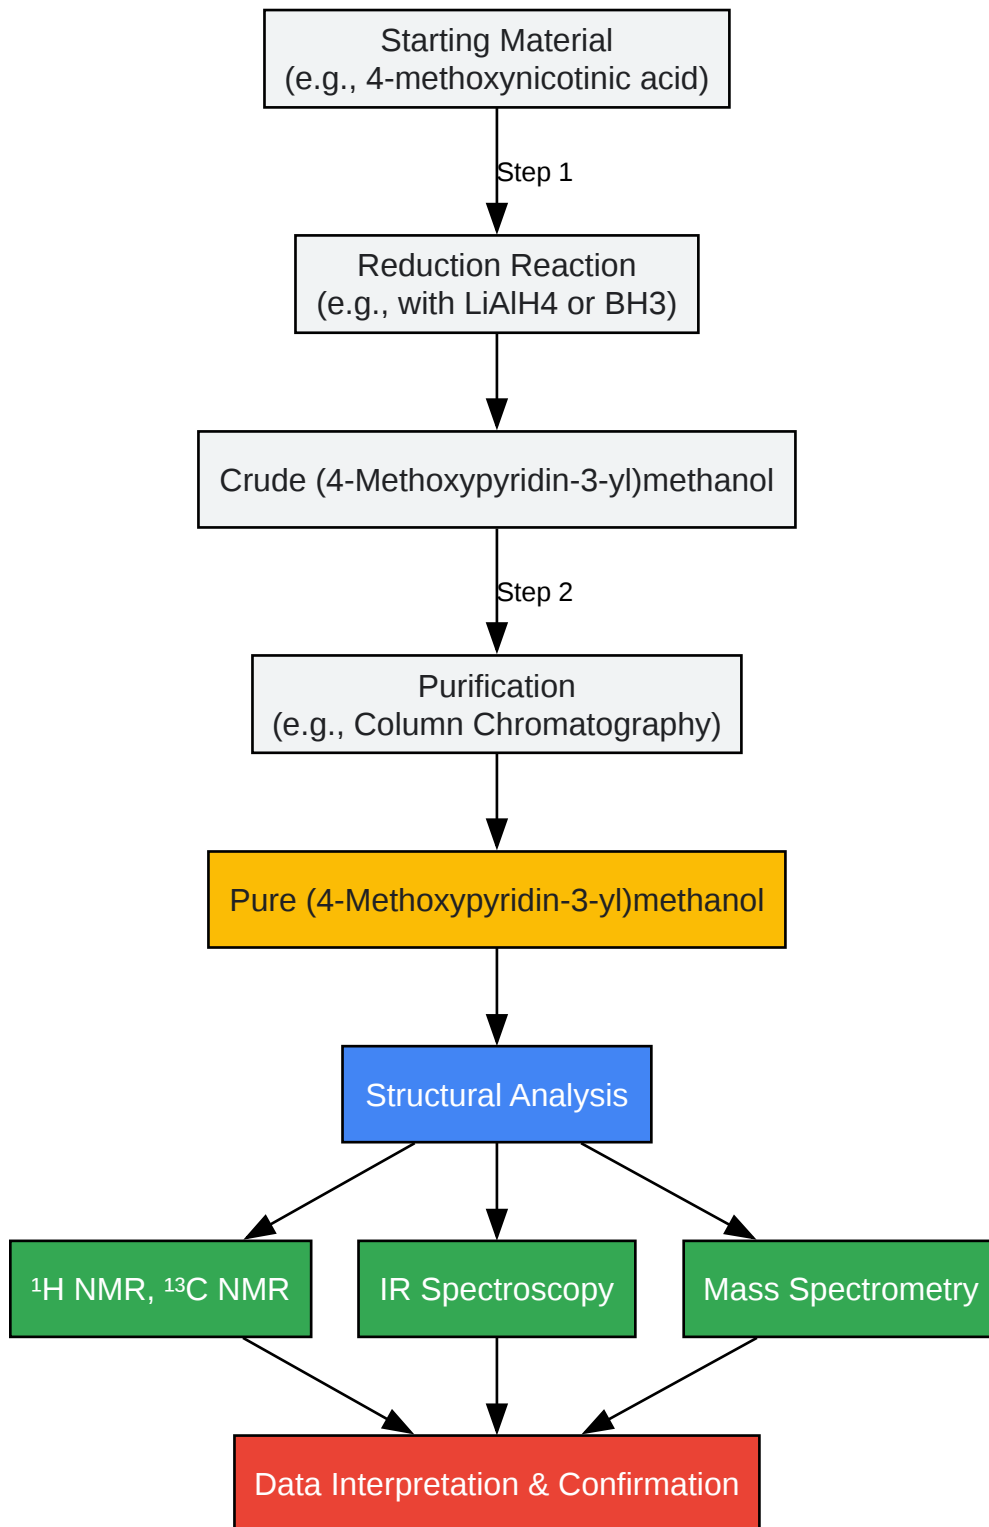 Starting Material
(e.g., 4-methoxynicotinic acid)
Step 1
Reduction Reaction
(e.g., with LiAlH4 or BH3)
Crude (4-Methoxypyridin-3-yl)methanol
Step 2
Purification
(e.g., Column Chromatography)
Pure (4-Methoxypyridin-3-yl)methanol
Structural Analysis
¹H NMR, ¹³C NMR
IR Spectroscopy
Mass Spectrometry
Data Interpretation & Confirmation